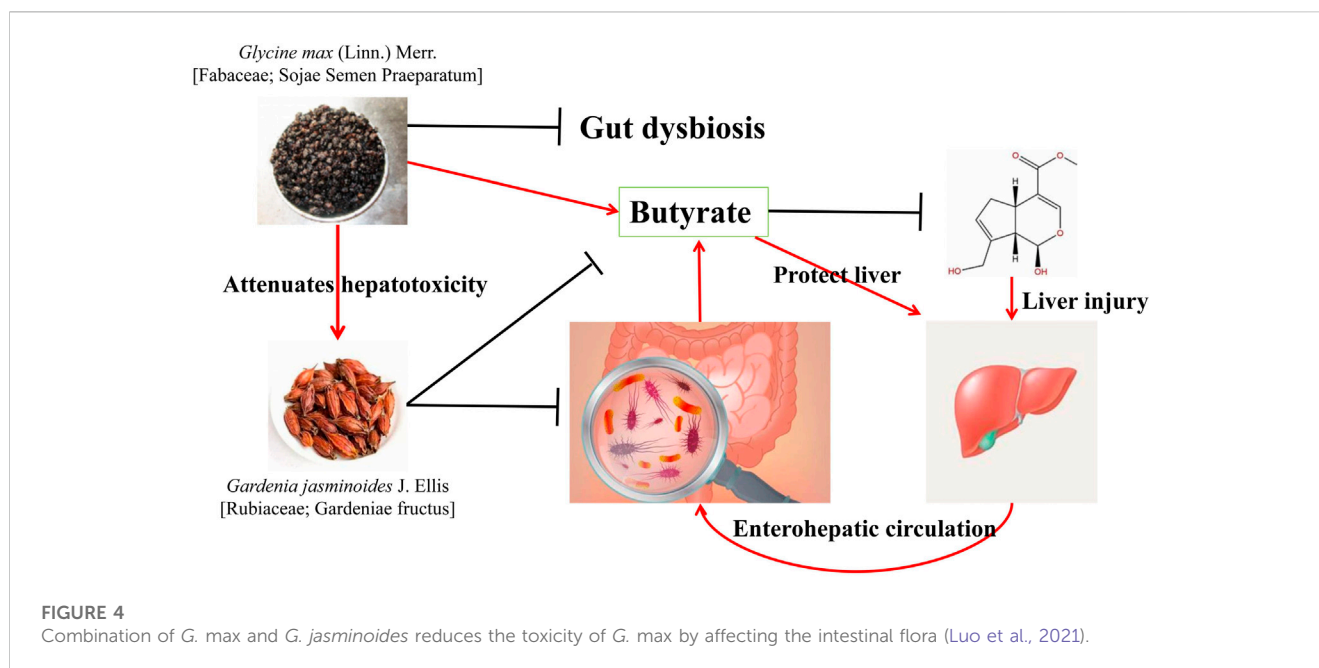 Glycine max (Linn.) Merr.
[Fabaceae; Sojae Semen Praeparatum]
Gut dysbiosis
Butyrate
Attenuates hepatotoxicity
Protect liver
Liver injury
O
O
H
O
H
HO
OH
Gardenia jasminoides J. Ellis
[Rubiaceae; Gardeniae fructus]
Enterohepatic circulation
FIGURE 4
Combination of G. max and G. jasminoides reduces the toxicity of G. max by affecting the intestinal flora (Luo et al., 2021).